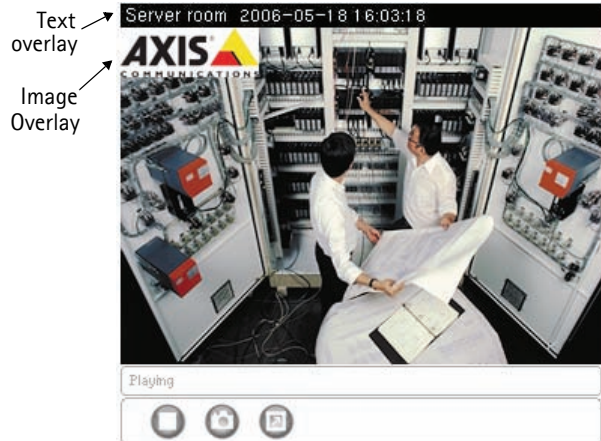 Text
overlay
Image
Overlay
Server room 2006-05-18 16:03:18
AXIS
COMMUNICATIONS
Playing